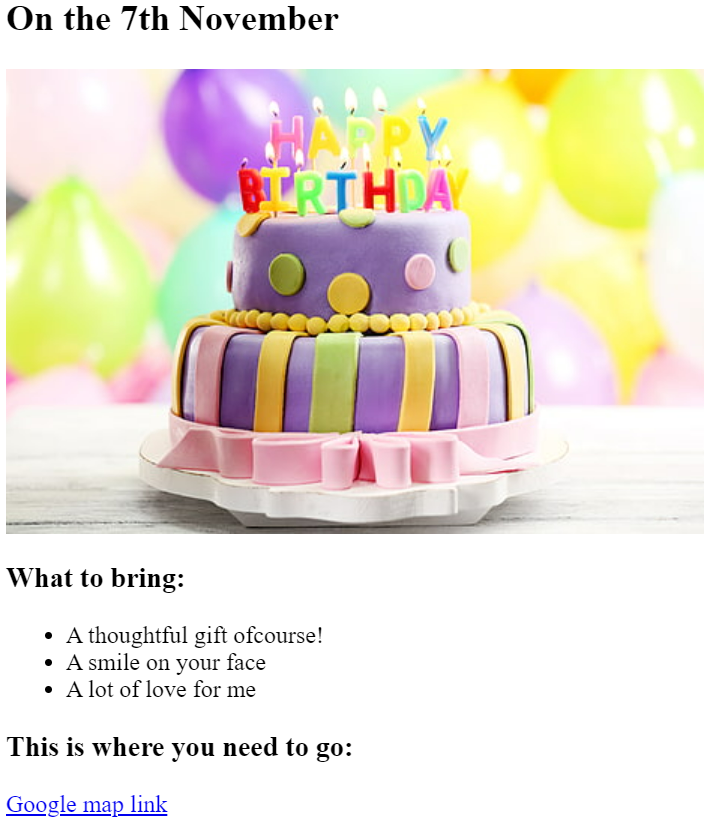 On the 7th November
HAPPY
BIRTHDAY
What to bring:
A thoughtful gift ofcourse!
A smile on your face
A lot of love for me
This is where you need to go:
Google map link